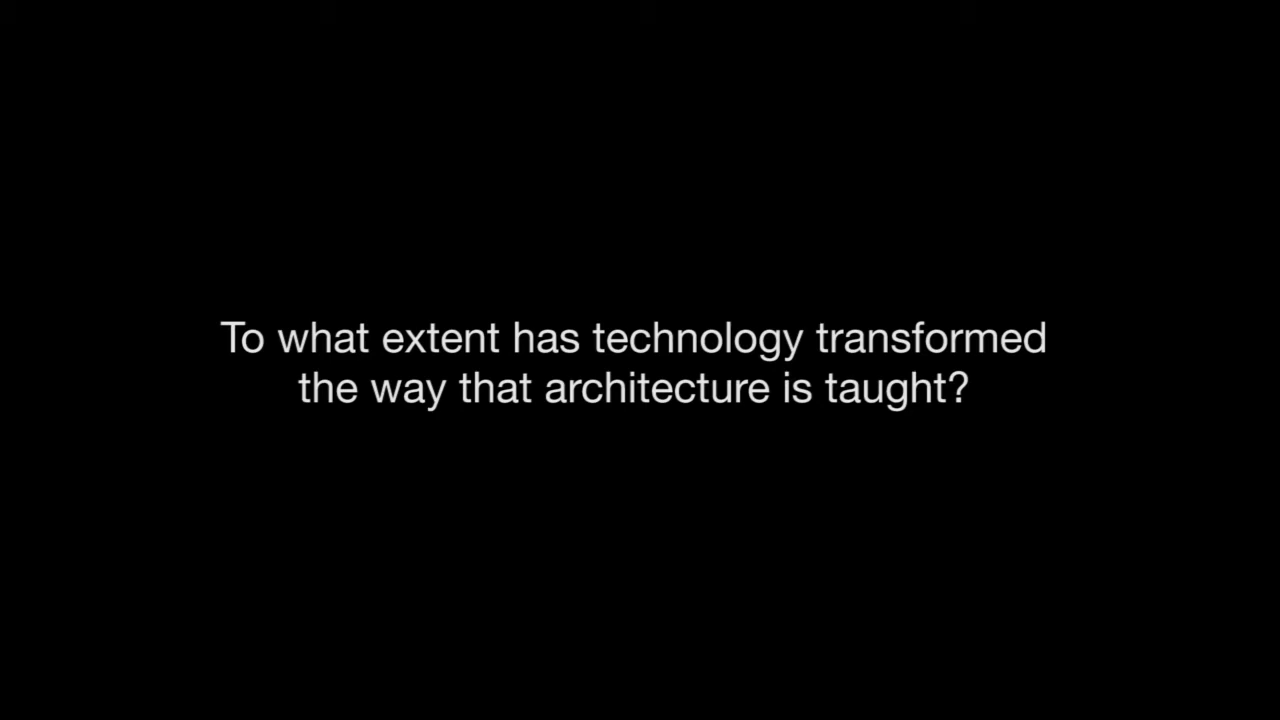 To what extent has technology transformed
the way that architecture is taught?